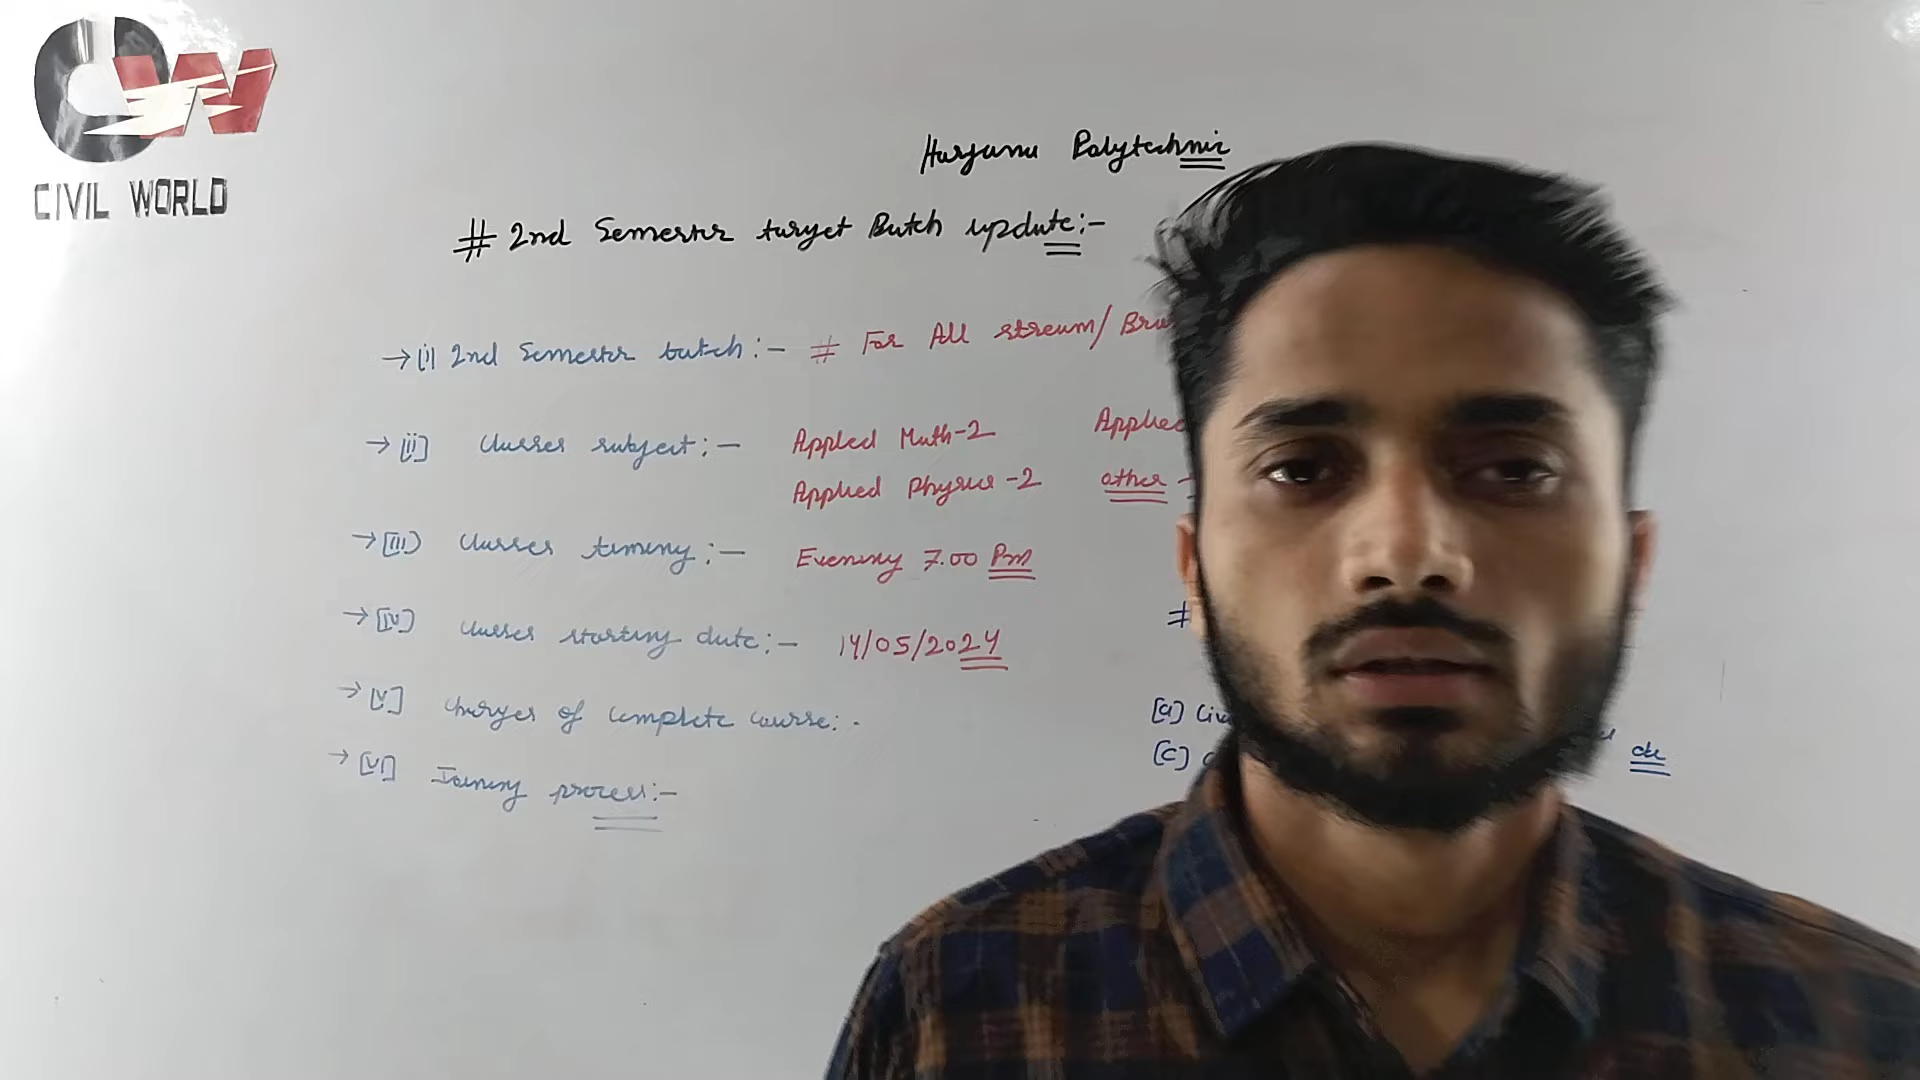 CW
CIVIL WORLD
Haryana Polytechnic
# 2nd Semester target Batch update:-
→ [i] 2nd Semester batch:- # For All stream/
→ [ii] Classes subject:- Appled Math-2 Applied
Applied Physics -2 other -
→ [iii] Classes timing:- Evening 7.00 Pm
→ [iv] Classes starting date:- 14/05/2024
#
→ [v] Charges of complete course:-
[a]
→ [vi] Joining process:-
[c]